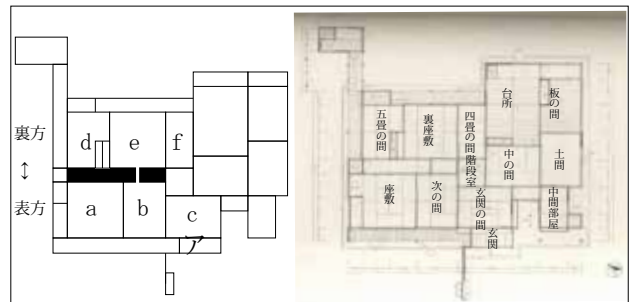 裏方
↕
表方
d
e
f
a
b
c
ア
五畳の間
裏座敷
四畳の間階段室
台所
板の間
座敷
次の間
玄関の間
玄関
中の間
土間
中間部屋